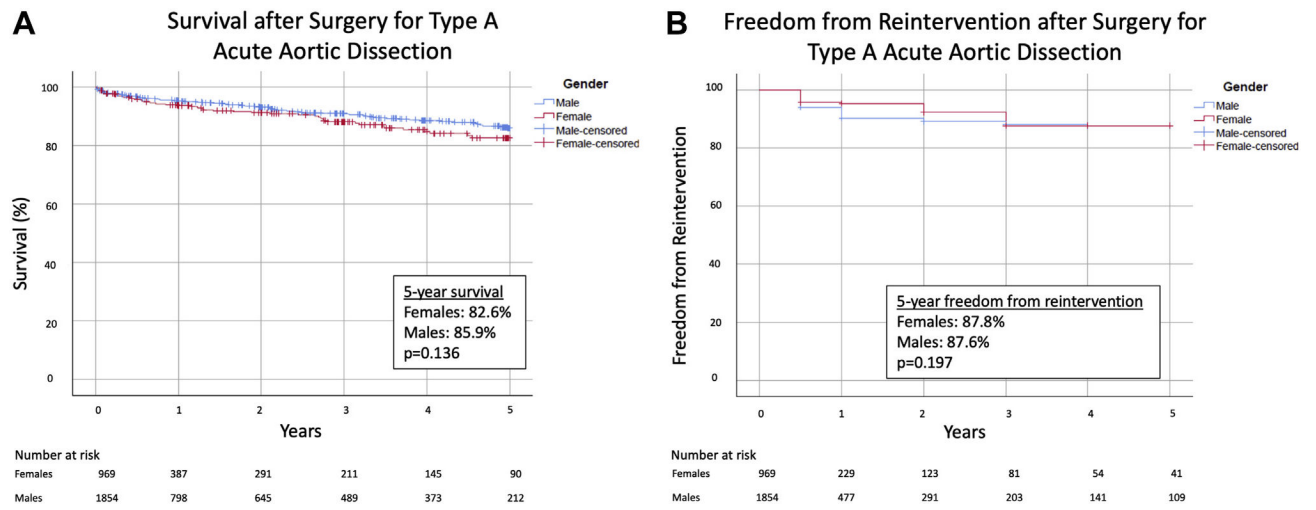 A
Survival after Surgery for Type A
Acute Aortic Dissection
Survival (%)
100
80
60
40
20
0
0 1 2 3 4 5
Years
Gender
Male
Female
Male-censored
Female-censored
5-year survival
Females: 82.6%
Males: 85.9%
p=0.136
Number at risk
Females 969 387 291 211 145 90
Males 1854 798 645 489 373 212
B
Freedom from Reintervention after Surgery for
Type A Acute Aortic Dissection
Freedom from Reintervention
100
80
60
40
20
0
0 1 2 3 4 5
Years
Gender
Male
Female
Male-censored
Female-censored
5-year freedom from reintervention
Females: 87.8%
Males: 87.6%
p=0.197
Number at risk
Females 969 229 123 81 54 41
Males 1854 477 291 203 141 109